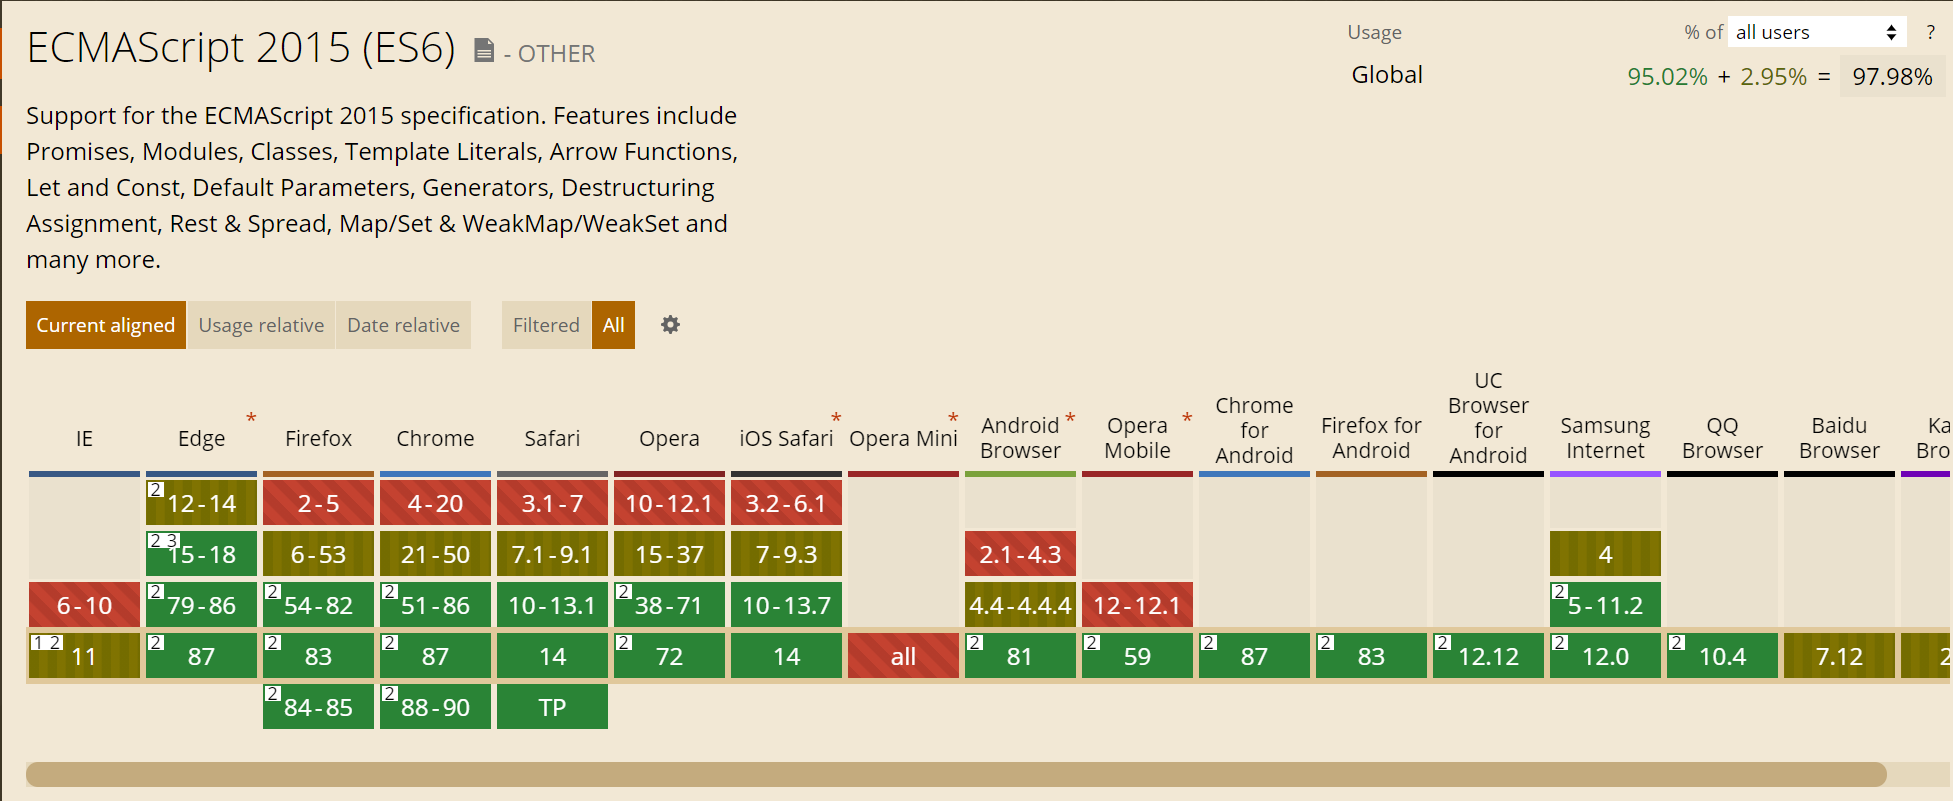 ECMAScript 2015 (ES6) - OTHER
Usage % of all users ?
Global 95.02% + 2.95% = 97.98%
Support for the ECMAScript 2015 specification. Features include
Promises, Modules, Classes, Template Literals, Arrow Functions,
Let and Const, Default Parameters, Generators, Destructuring
Assignment, Rest & Spread, Map/Set & WeakMap/WeakSet and
many more.
Current aligned Usage relative Date relative Filtered All
IE
Edge *
Firefox
Chrome
Safari
Opera
iOS Safari *
Opera Mini *
Android *
Browser
Opera *
Mobile
Chrome
for
Android
Firefox for
Android
UC
Browser
for
Android
Samsung
Internet
QQ
Browser
Baidu
Browser
Ka
Bro
2 12-14 2-5 4-20 3.1-7 10-12.1 3.2-6.1
2 3 15-18 6-53 21-50 7.1-9.1 15-37 7-9.3 2.1-4.3 4
6-10 2 79-86 2 54-82 2 51-86 10-13.1 2 38-71 10-13.7 4.4-4.4.4 12-12.1 2 5-11.2
1 2 11 2 87 2 83 2 87 14 2 72 14 all 2 81 2 59 2 87 2 83 2 12.12 2 12.0 2 10.4 7.12 2
2 84-85 2 88-90 TP